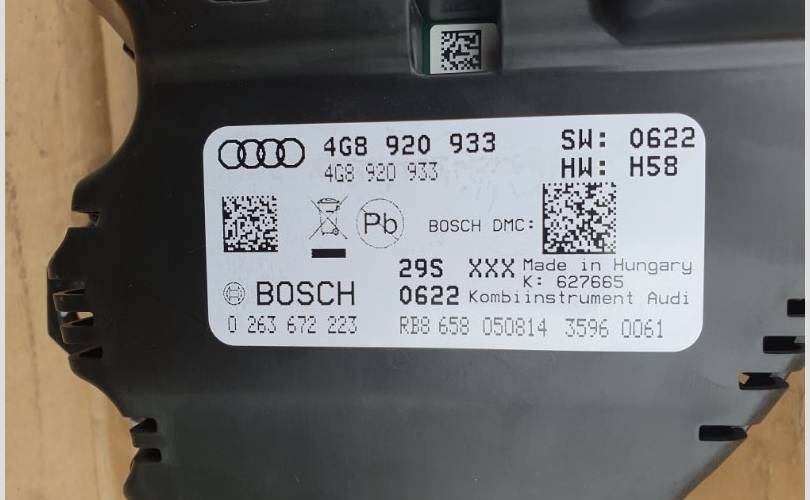 4G8 920 933 SW: 0622
4G8 920 933 HW: H58
Pb BOSCH DMC:
29S XXX Made in Hungary
K: 627665
BOSCH 0622 Kombiinstrument Audi
0 263 672 223 RB8 658 050814 3596 0061